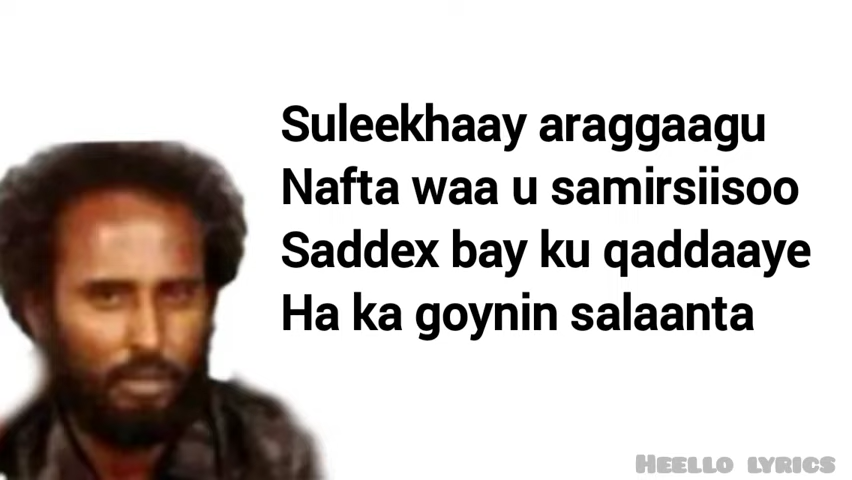 Suleekhaay araggaagu
Nafta waa u samirsiisoo
Saddex bay ku qaddaaye
Ha ka goynin salaanta
Heello lyrics